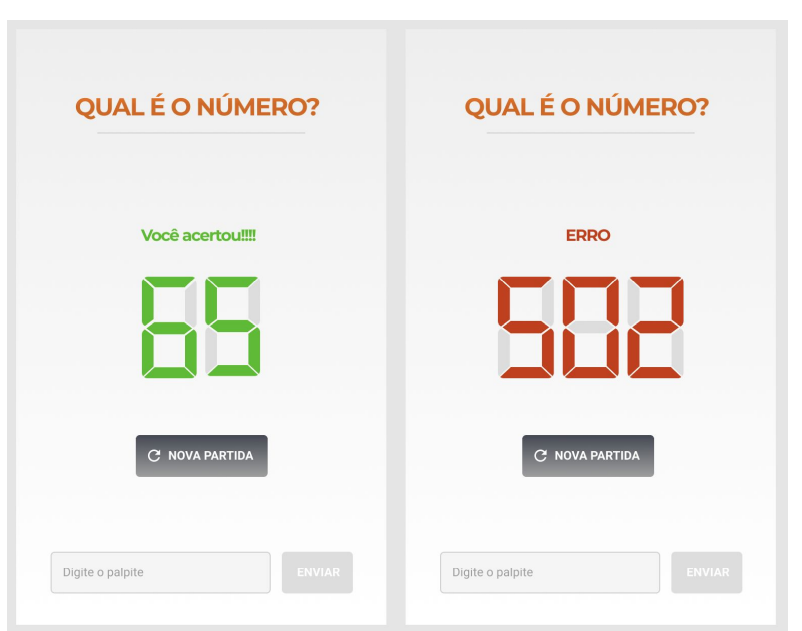 QUAL É O NÚMERO?
Você acertou!!!!
65
NOVA PARTIDA
Digite o palpite
ENVIAR
QUAL É O NÚMERO?
ERRO
502
NOVA PARTIDA
Digite o palpite
ENVIAR